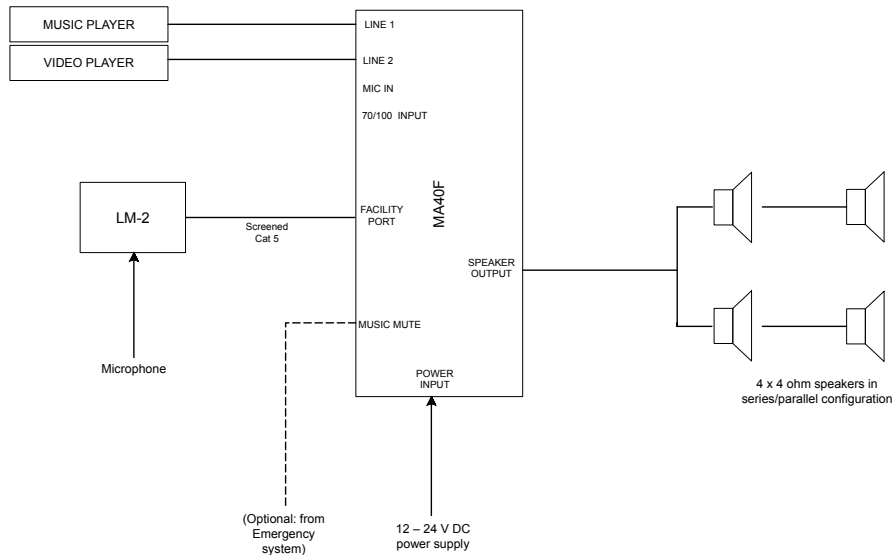 MUSIC PLAYER
VIDEO PLAYER
LINE 1
LINE 2
MIC IN
70/100 INPUT
MA40F
LM-2
Screened
Cat 5
FACILITY
PORT
SPEAKER
OUTPUT
MUSIC MUTE
Microphone
POWER
INPUT
4 x 4 ohm speakers in
series/parallel configuration
(Optional: from
Emergency
system)
12 – 24 V DC
power supply